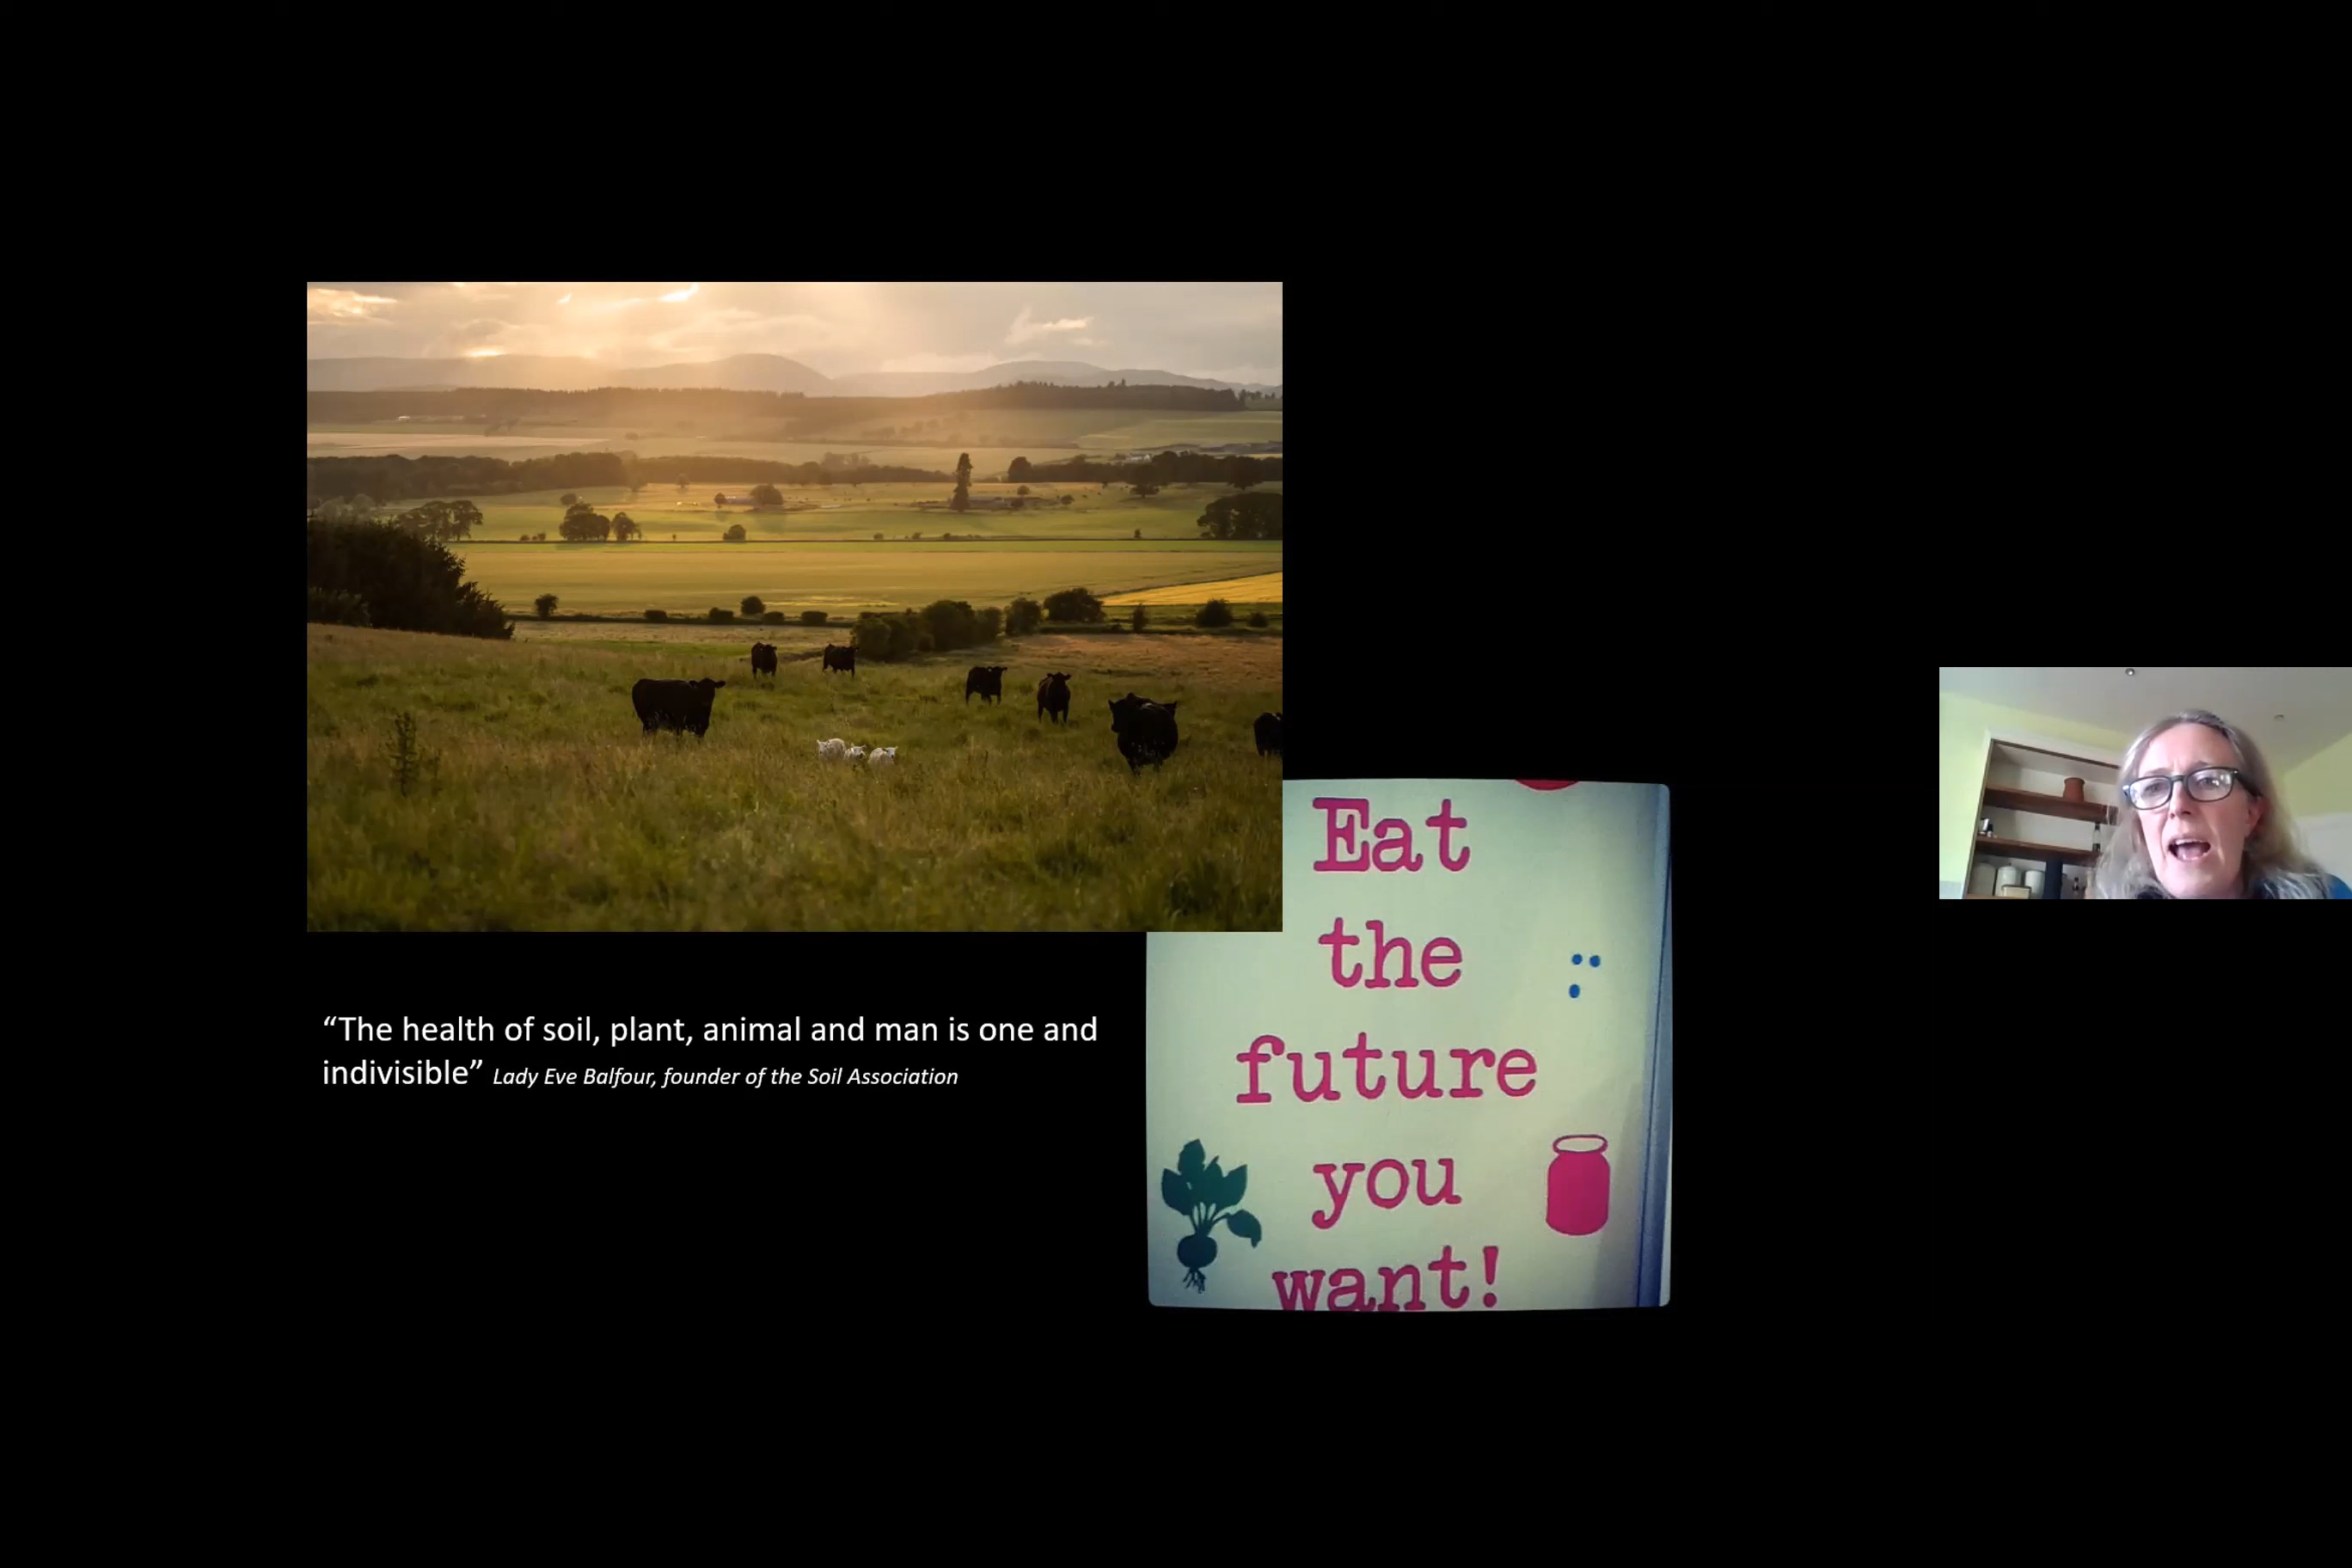 “The health of soil, plant, animal and man is one and
indivisible” Lady Eve Balfour, founder of the Soil Association
Eat
the
future
you
want!